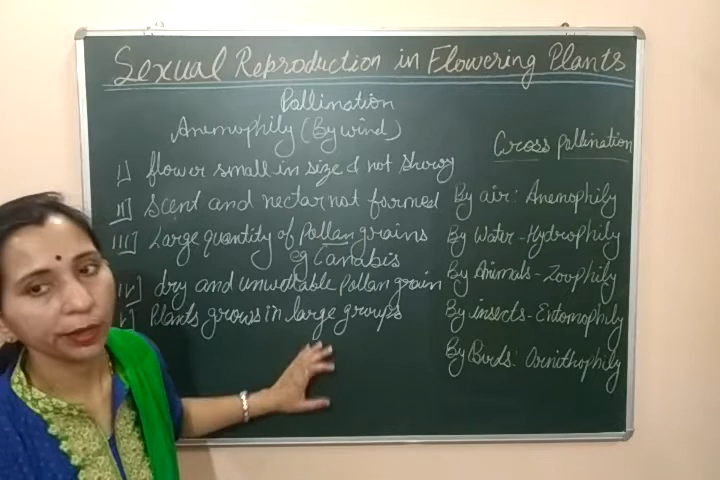 Sexual Reproduction in Flowering Plants
Pollination
Anemophily (By wind)
i] flower small in size & not showy
ii] Scent and nectar not formed
iii] Large quantity of pollan grains
eg Canabis
iv] dry and unwettable pollan grain
v] Plants grows in large groups
Cross pollination
By air: Anemophily
By Water - Hydrophily
By Animals - Zoophily
By insects - Entomophily
By Birds: Ornithophily